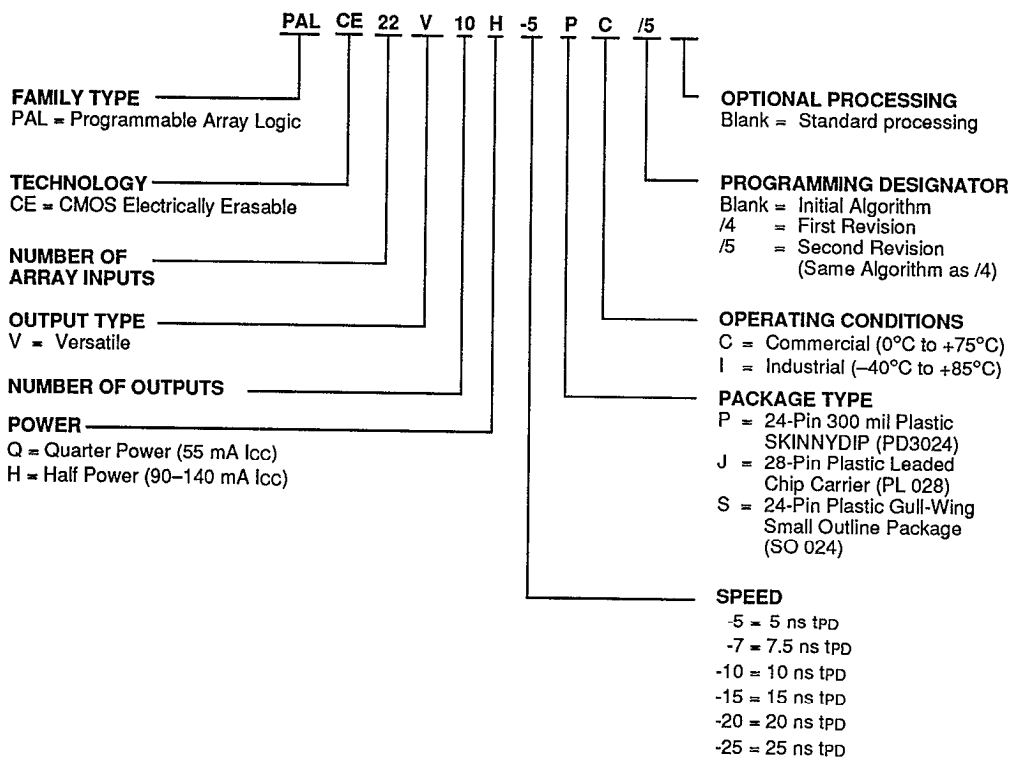 PAL CE 22 V 10 H -5 P C /5
FAMILY TYPE
PAL = Programmable Array Logic
TECHNOLOGY
CE = CMOS Electrically Erasable
NUMBER OF
ARRAY INPUTS
OUTPUT TYPE
V = Versatile
NUMBER OF OUTPUTS
POWER
Q = Quarter Power (55 mA Icc)
H = Half Power (90–140 mA Icc)
OPTIONAL PROCESSING
Blank = Standard processing
PROGRAMMING DESIGNATOR
Blank = Initial Algorithm
/4 = First Revision
/5 = Second Revision
(Same Algorithm as /4)
OPERATING CONDITIONS
C = Commercial (0°C to +75°C)
I = Industrial (–40°C to +85°C)
PACKAGE TYPE
P = 24-Pin 300 mil Plastic
SKINNYDIP (PD3024)
J = 28-Pin Plastic Leaded
Chip Carrier (PL 028)
S = 24-Pin Plastic Gull-Wing
Small Outline Package
(SO 024)
SPEED
-5 = 5 ns tPD
-7 = 7.5 ns tPD
-10 = 10 ns tPD
-15 = 15 ns tPD
-20 = 20 ns tPD
-25 = 25 ns tPD